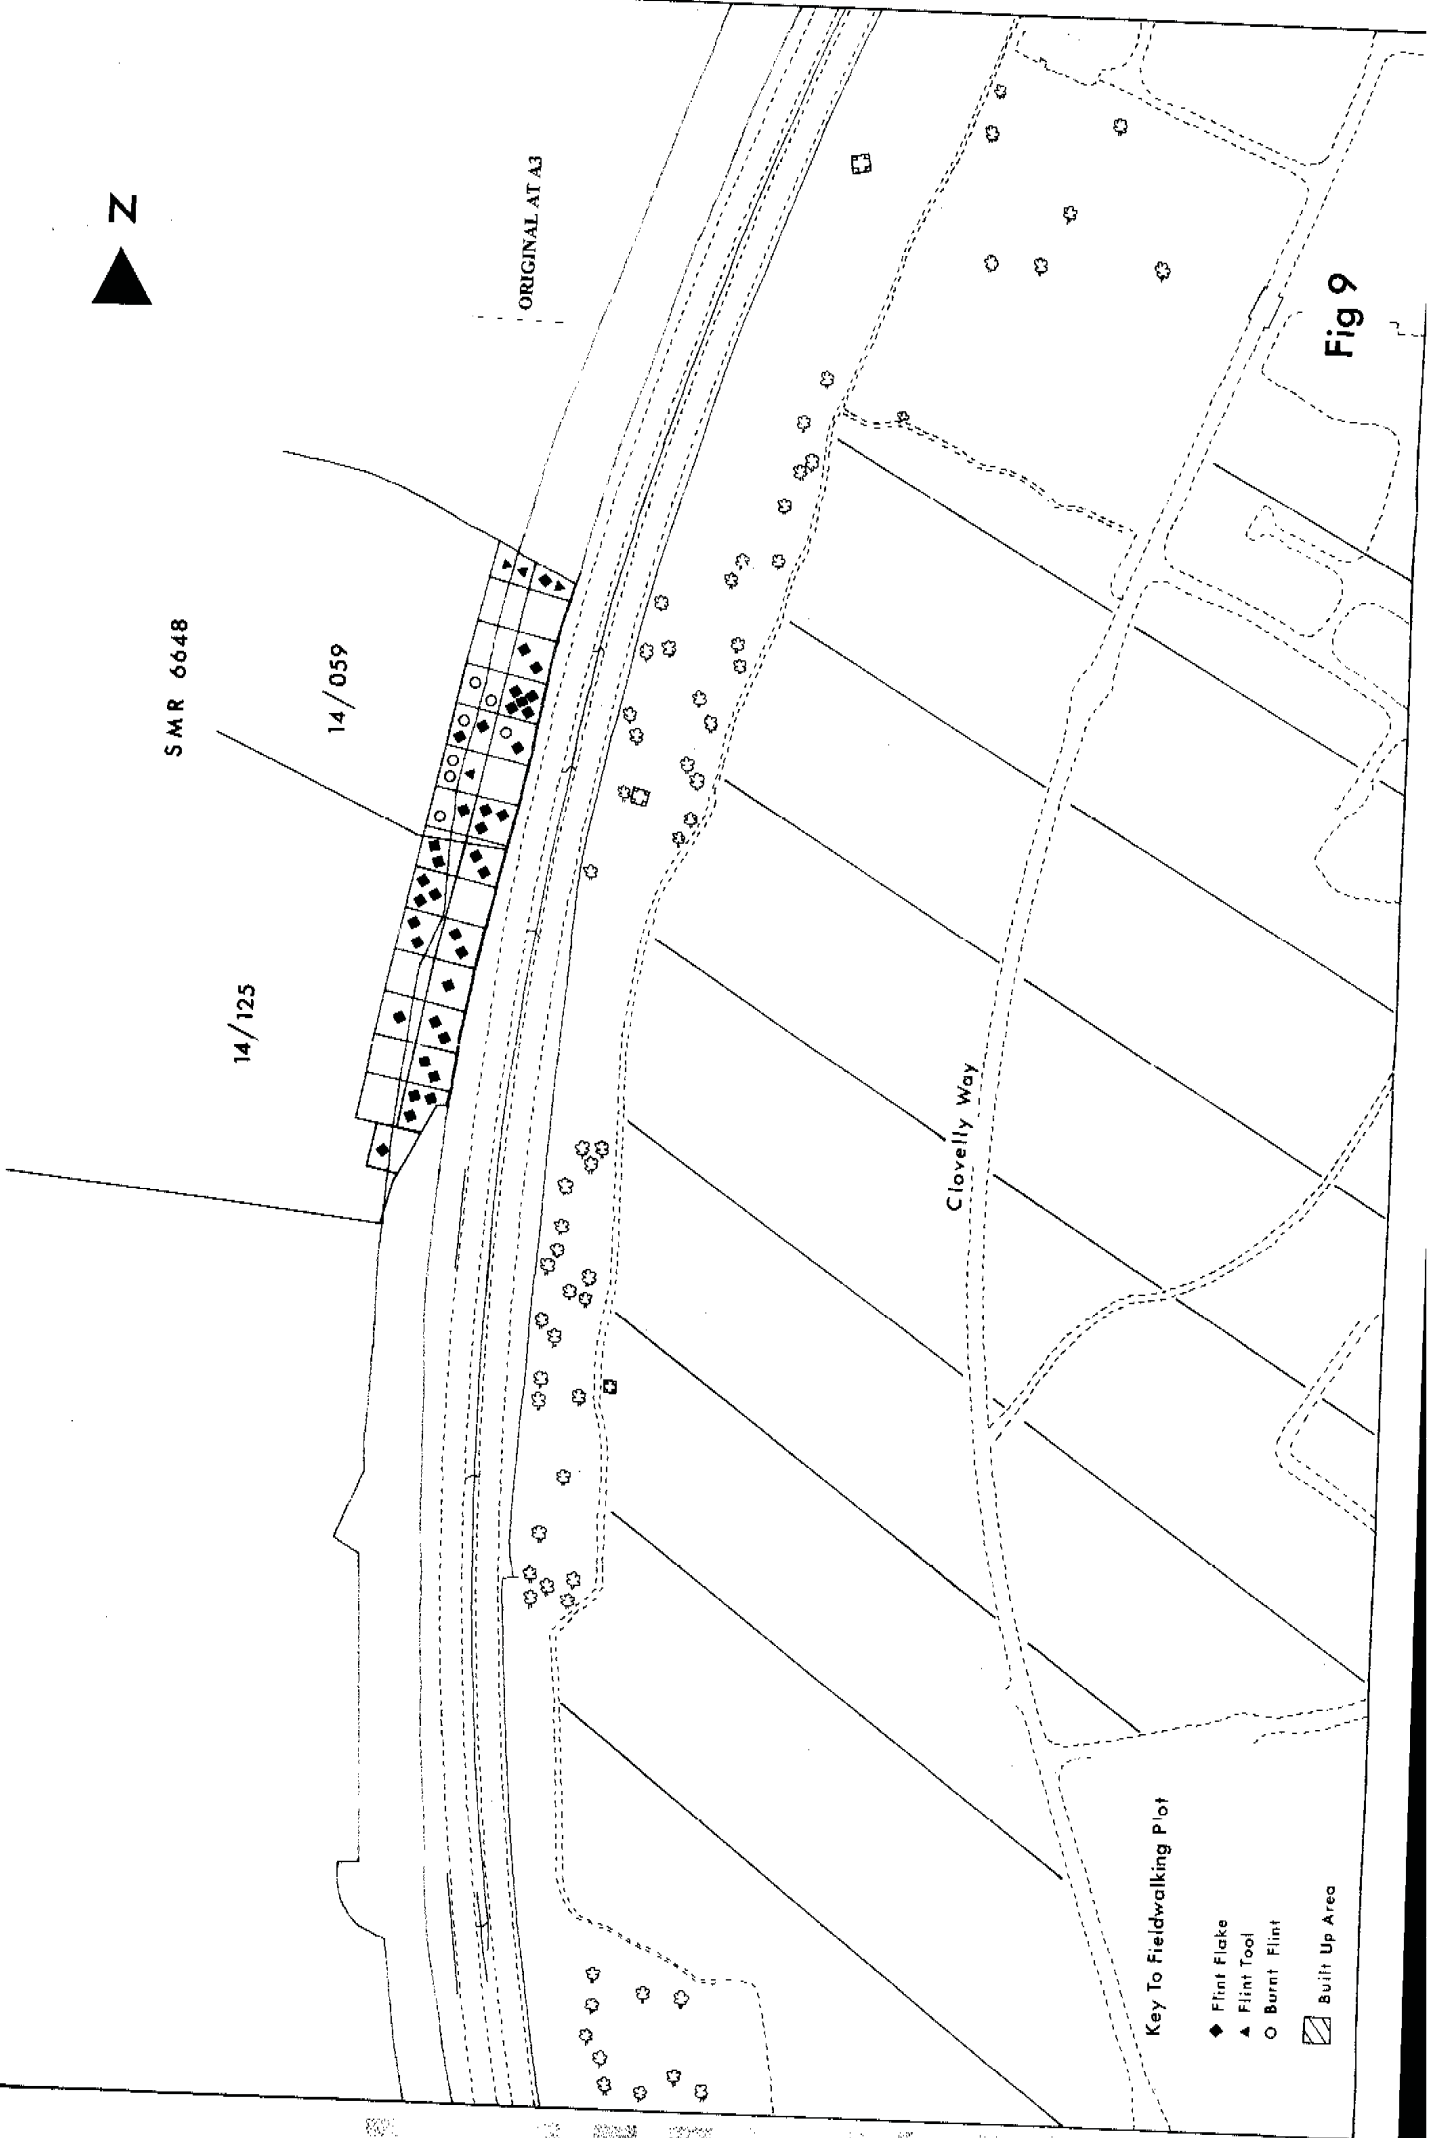 N
ORIGINAL AT A3
SMR 6648
14/059
14/125
Clovelly Way
Fig 9
Key To Fieldwalking Plot
Flint Flake
Flint Tool
Burnt Flint
Built Up Area